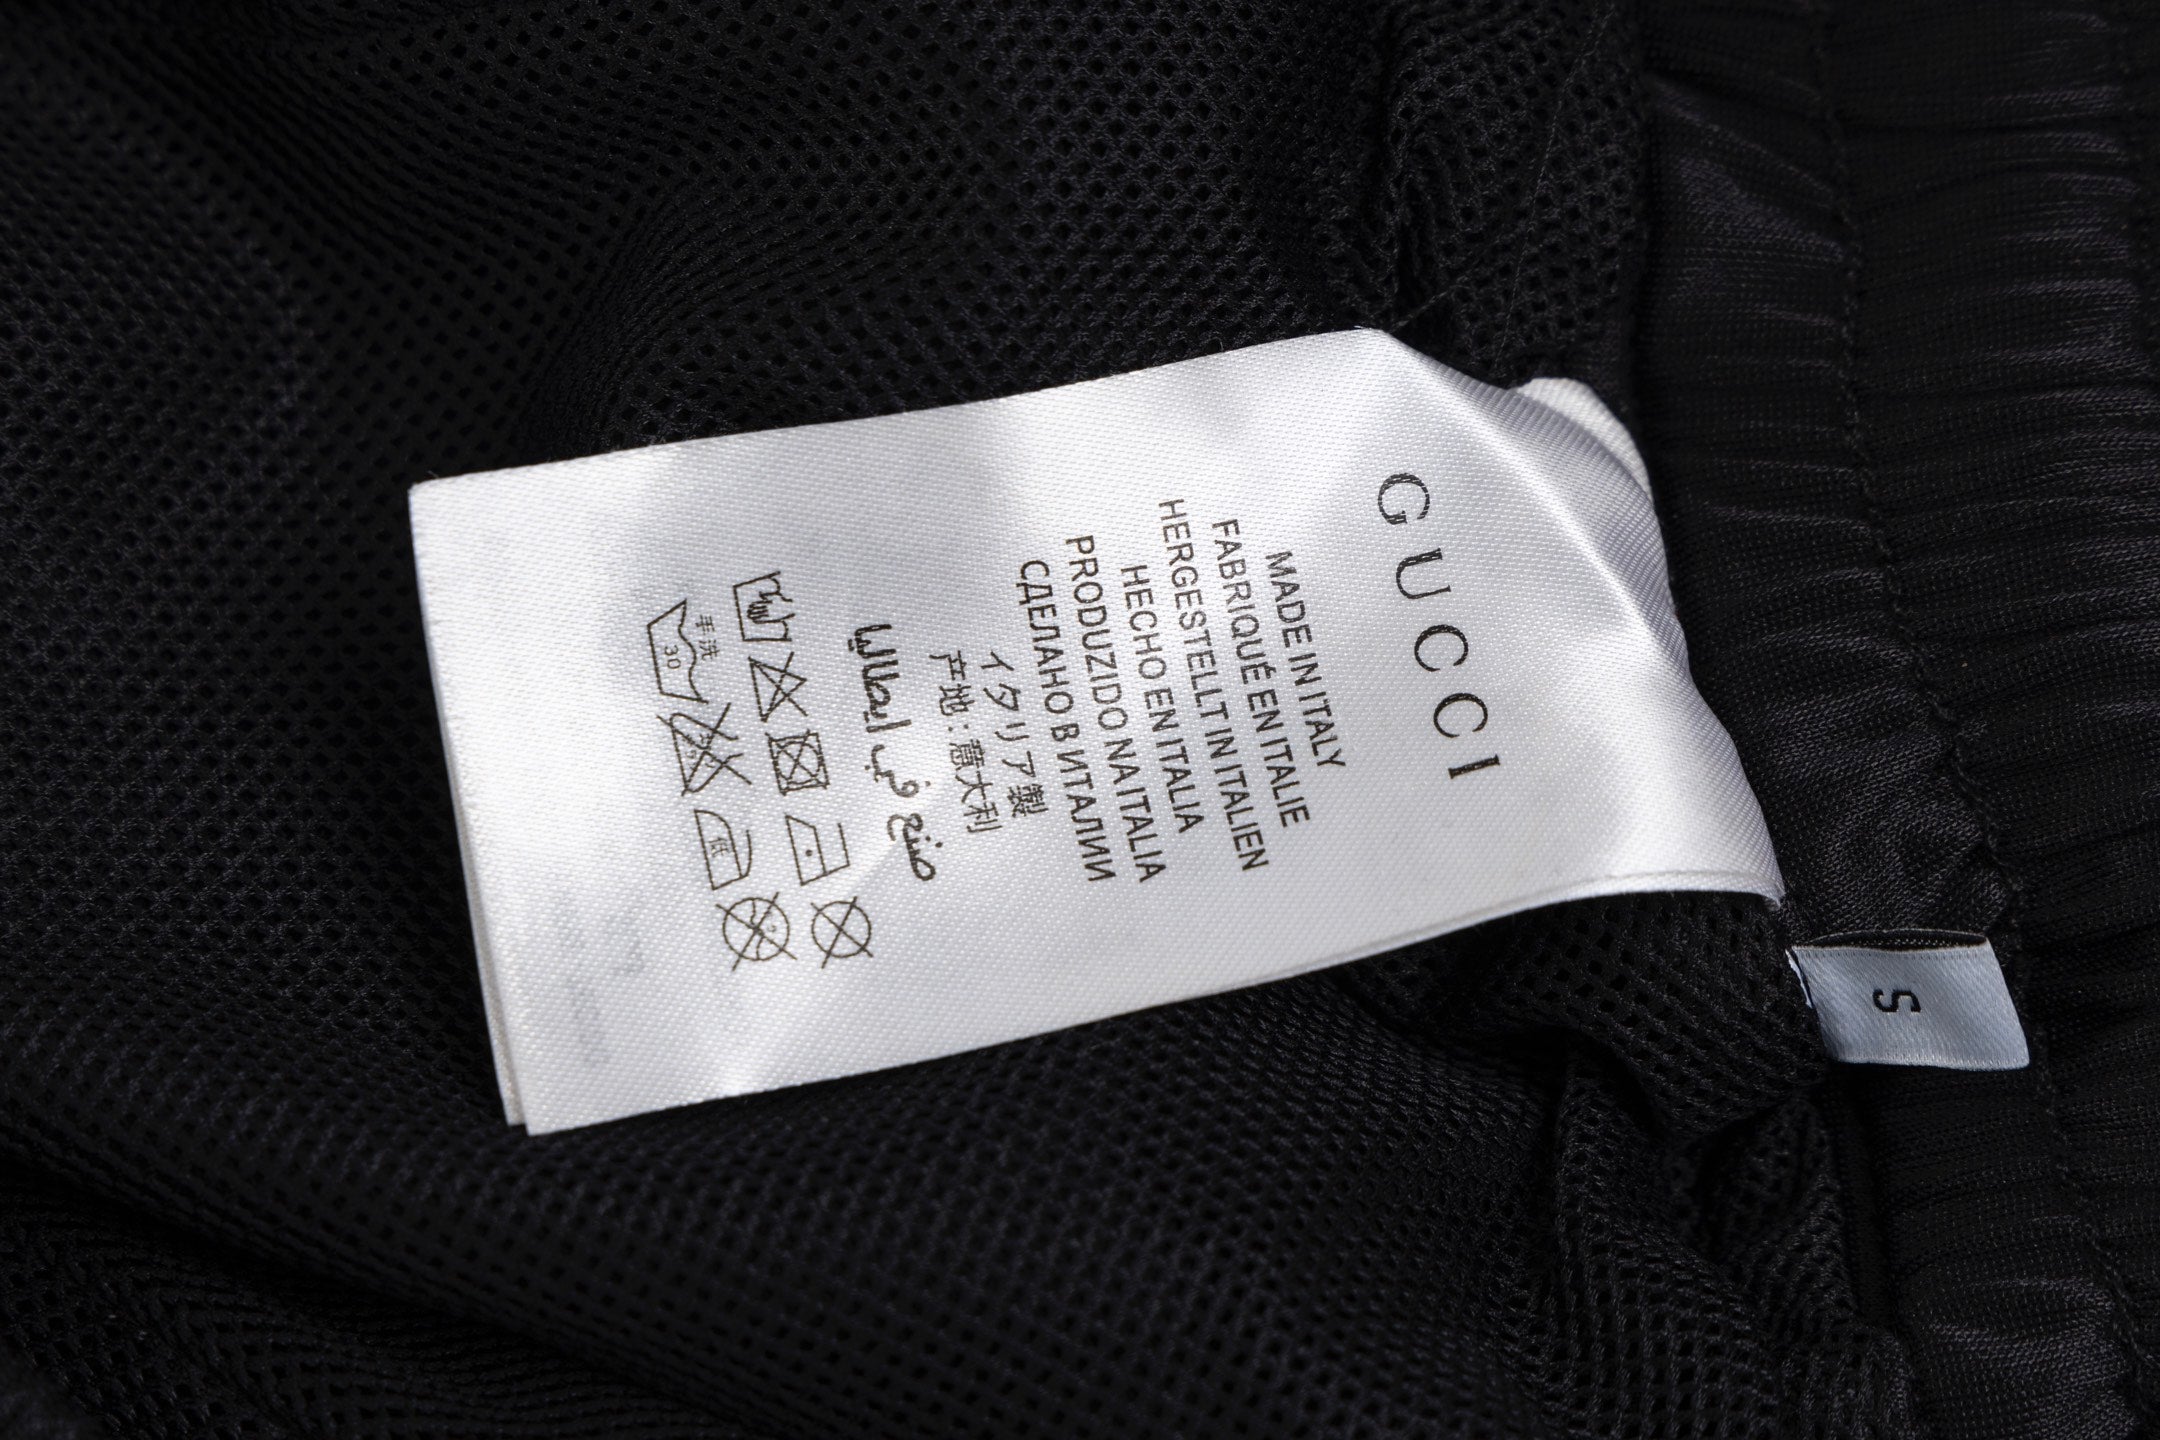 GUCCI
MADE IN ITALY
FABRIQUÉ EN ITALIE
HERGESTELLT IN ITALIEN
HECHO EN ITALIA
PRODUZIDO NA ITALIA
СДЕЛАНО В ИТАЛИИ
イタリア製
产地:意大利
صنع في إيطاليا
手洗
30
低
S